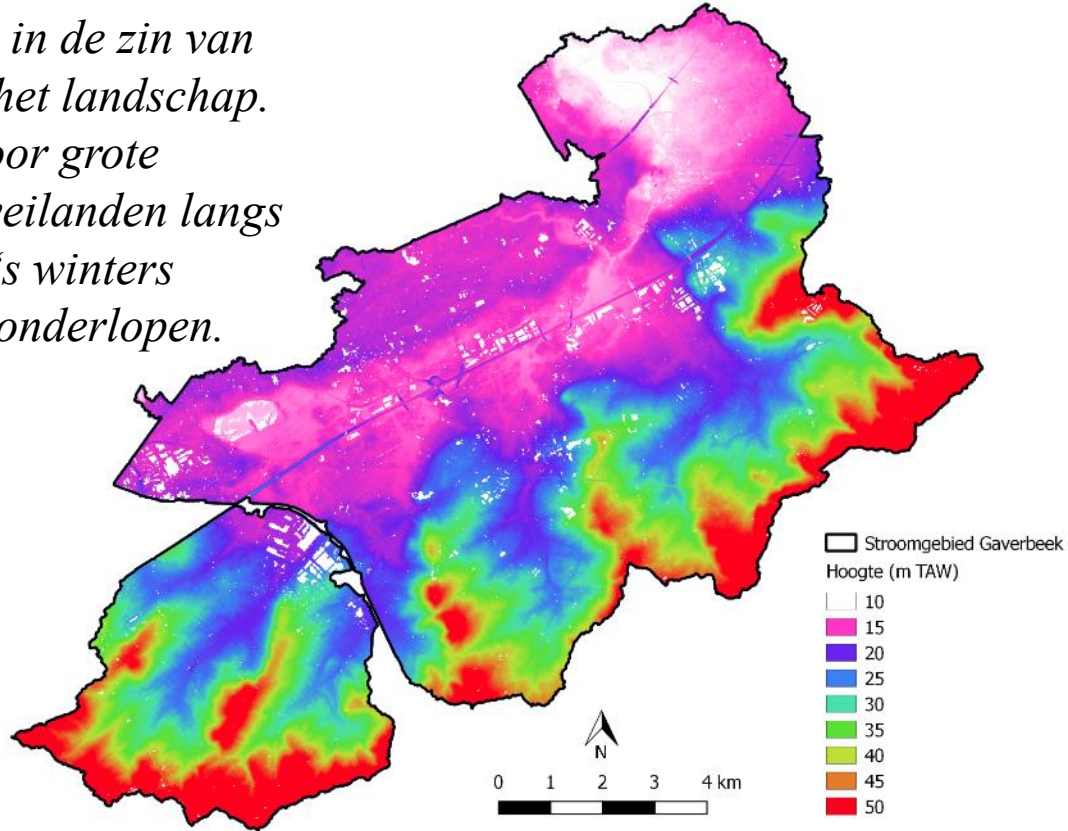 in de zin van
het landschap.
oor grote
eilanden langs
‘s winters
onderlopen.
Stroomgebied Gaverbeek
Hoogte (m TAW)
10
15
20
25
30
35
40
45
50
N
0 1 2 3 4 km